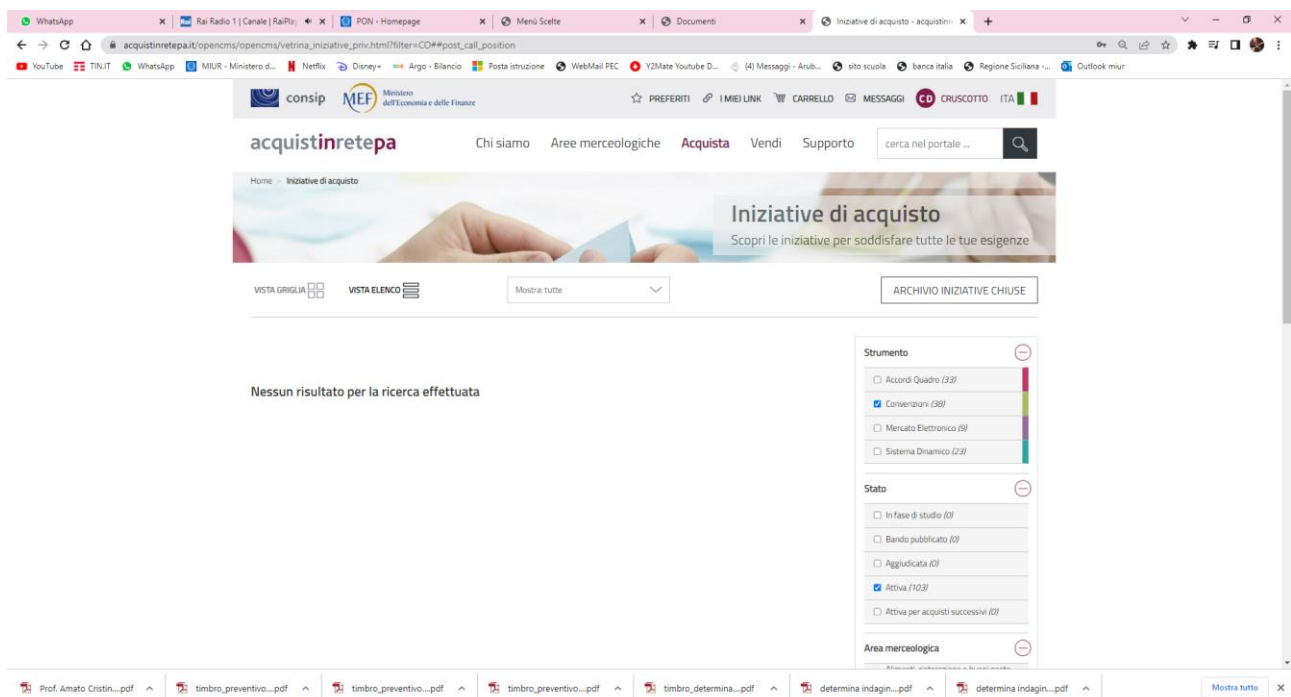 WhatsApp
Rai Radio 1 | Canale | RaiPla
PON - Homepage
Menù Scelte
Documenti
Iniziative di acquisto - acquistinr
acquistinretepa.it/opencms/opencms/vetrina_iniziative_priv.html?filter=CO##post_call_position
YouTube
TIN.IT
WhatsApp
MIUR - Ministero d...
Netflix
Disney+
Argo - Bilancio
Posta istruzione
WebMail PEC
Y2Mate Youtube D...
(4) Messaggi - Arub...
sito scuola
banca italia
Regione Siciliana -...
Outlook miur
consip
MEF
Ministero
dell'Economia e delle Finanze
PREFERITI
I MIEI LINK
CARRELLO
MESSAGGI
CD CRUSCOTTO
ITA
acquistinretepa
Chi siamo
Aree merceologiche
Acquista
Vendi
Supporto
cerca nel portale ...
Home > Iniziative di acquisto
Iniziative di acquisto
Scopri le iniziative per soddisfare tutte le tue esigenze
VISTA GRIGLIA
VISTA ELENCO
Mostra: tutte
ARCHIVIO INIZIATIVE CHIUSE
Nessun risultato per la ricerca effettuata
Strumento
Accordi Quadro (33)
Convenzioni (38)
Mercato Elettronico (9)
Sistema Dinamico (23)
Stato
In fase di studio (0)
Bando pubblicato (0)
Aggiudicata (0)
Attiva (103)
Attiva per acquisti successivi (0)
Area merceologica
Prof. Amato Cristin....pdf
timbro_preventivo....pdf
timbro_preventivo....pdf
timbro_preventivo....pdf
timbro_determina....pdf
determina indagin....pdf
determina indagin....pdf
Mostra tutto